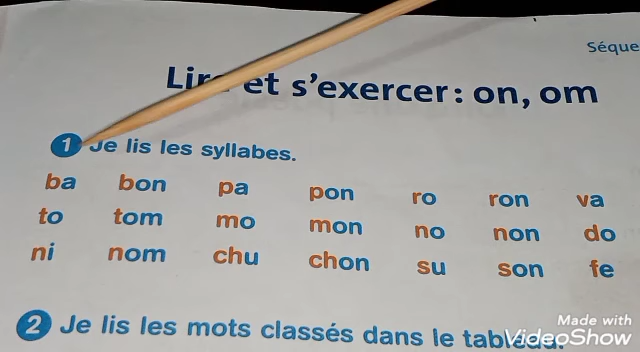 Séque
Lire et s'exercer : on, om
1 Je lis les syllabes.
ba bon pa pon ro ron va
to tom mo mon no non do
ni nom chu chon su son fe
2 Je lis les mots classés dans le tableau.
Made with
VideoShow